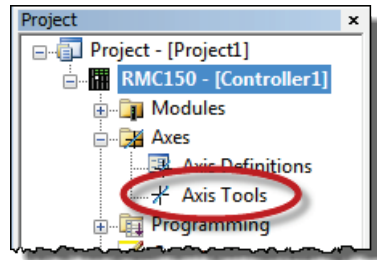 Project
Project - [Project1]
RMC150 - [Controller1]
Modules
Axes
Axis Definitions
Axis Tools
Programming